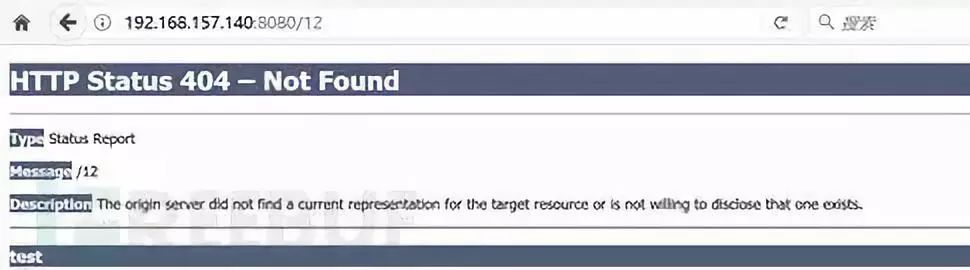 192.168.157.140:8080/12
搜索
HTTP Status 404 – Not Found
Type Status Report
Message /12
Description The origin server did not find a current representation for the target resource or is not willing to disclose that one exists.
REEBUF
test